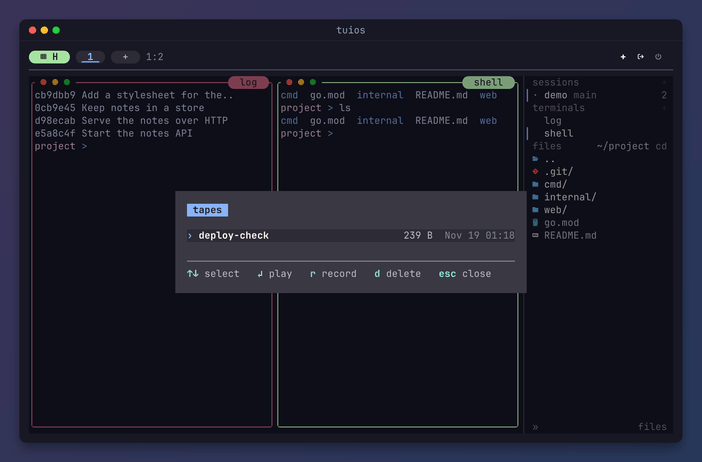 tuios
H 1 + 1:2
log
cb9dbb9 Add a stylesheet for the..
0cb9e45 Keep notes in a store
d98ecab Serve the notes over HTTP
e5a8c4f Start the notes API
project >
shell
cmd go.mod internal README.md web
project > ls
cmd go.mod internal README.md web
project >
sessions
· demo main 2
terminals
log
shell
files ~/project cd
..
.git/
cmd/
internal/
web/
go.mod
README.md
» files
tapes
› deploy-check 239 B Nov 19 01:18
↑↓ select ↲ play r record d delete esc close